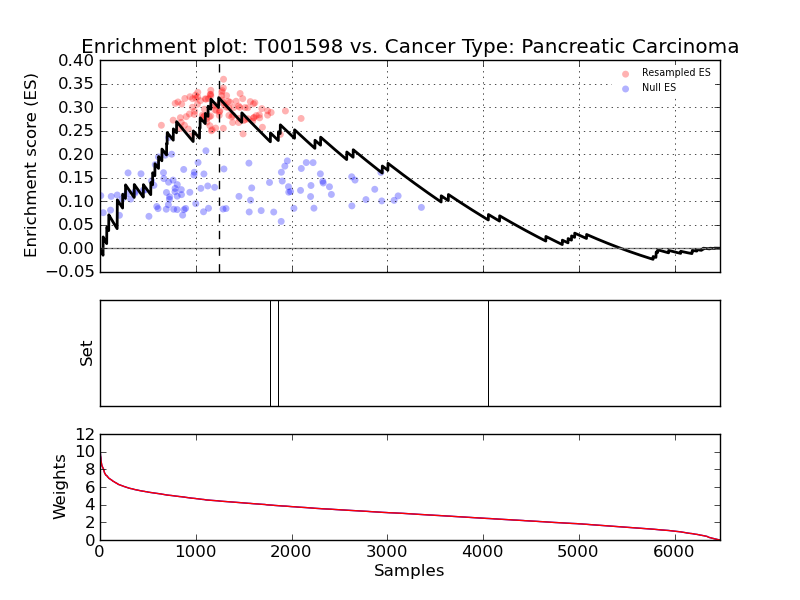 Enrichment plot: T001598 vs. Cancer Type: Pancreatic Carcinoma
Enrichment score (ES)
0.40
0.35
0.30
0.25
0.20
0.15
0.10
0.05
0.00
−0.05
Resampled ES
Null ES
Set
Weights
12
10
8
6
4
2
0
0 1000 2000 3000 4000 5000 6000
Samples